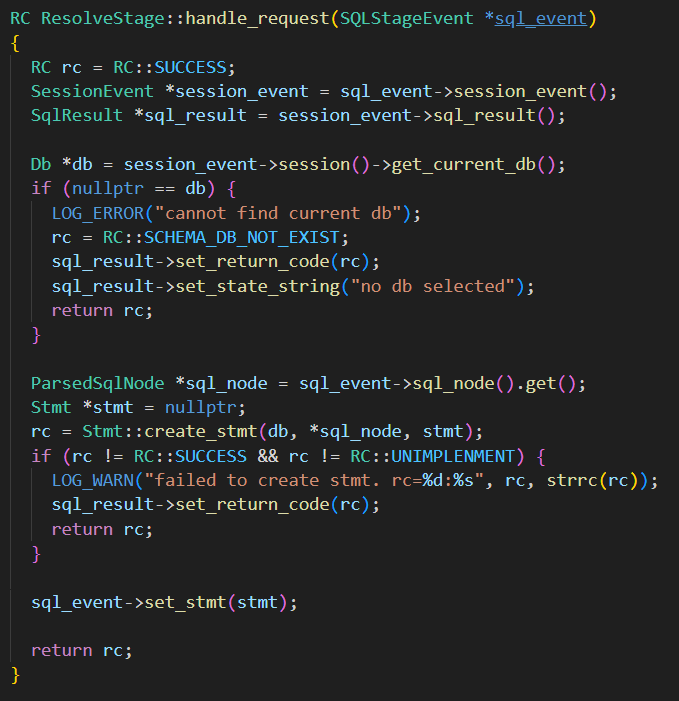 RC ResolveStage::handle_request(SQLStageEvent *sql_event)
{
  RC rc = RC::SUCCESS;
  SessionEvent *session_event = sql_event->session_event();
  SqlResult *sql_result = session_event->sql_result();

  Db *db = session_event->session()->get_current_db();
  if (nullptr == db) {
    LOG_ERROR("cannot find current db");
    rc = RC::SCHEMA_DB_NOT_EXIST;
    sql_result->set_return_code(rc);
    sql_result->set_state_string("no db selected");
    return rc;
  }

  ParsedSqlNode *sql_node = sql_event->sql_node().get();
  Stmt *stmt = nullptr;
  rc = Stmt::create_stmt(db, *sql_node, stmt);
  if (rc != RC::SUCCESS && rc != RC::UNIMPLENMENT) {
    LOG_WARN("failed to create stmt. rc=%d:%s", rc, strrc(rc));
    sql_result->set_return_code(rc);
    return rc;
  }

  sql_event->set_stmt(stmt);

  return rc;
}